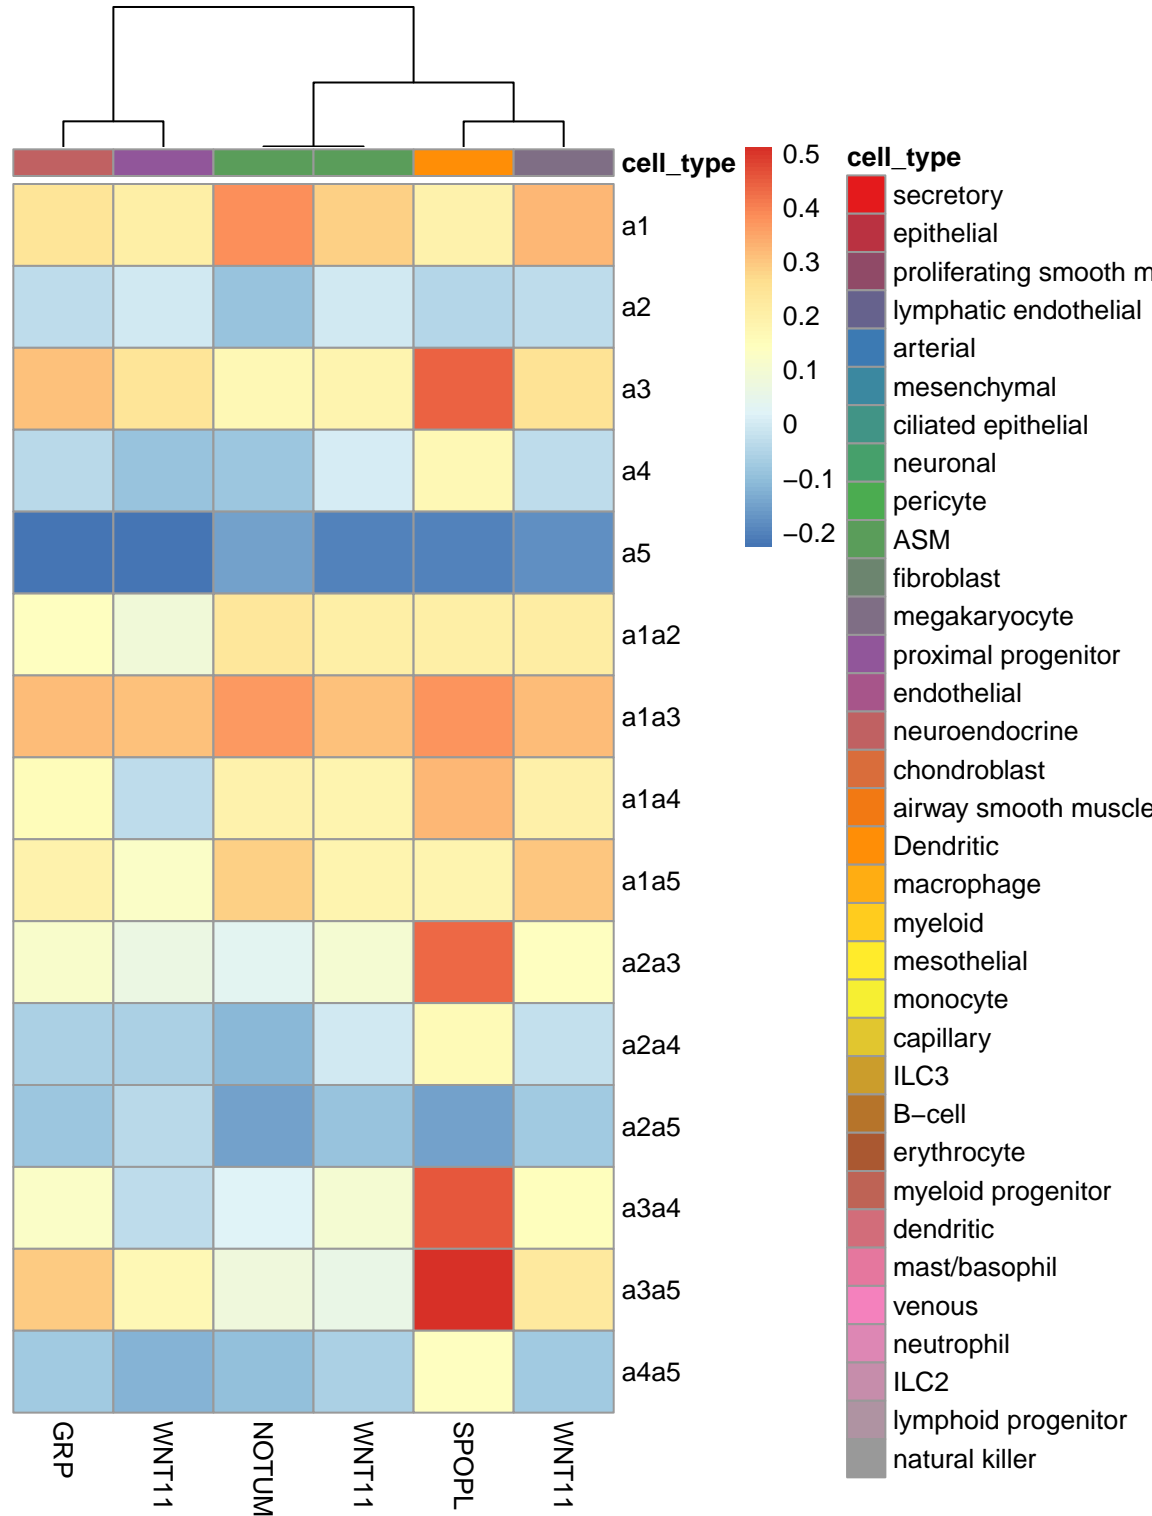 cell_type
a1
a2
a3
a4
a5
a1a2
a1a3
a1a4
a1a5
a2a3
a2a4
a2a5
a3a4
a3a5
a4a5
GRP
WNT11
NOTUM
WNT11
SPOPL
WNT11
0.5
0.4
0.3
0.2
0.1
0
−0.1
−0.2
cell_type
secretory
epithelial
proliferating smooth m
lymphatic endothelial
arterial
mesenchymal
ciliated epithelial
neuronal
pericyte
ASM
fibroblast
megakaryocyte
proximal progenitor
endothelial
neuroendocrine
chondroblast
airway smooth muscle
Dendritic
macrophage
myeloid
mesothelial
monocyte
capillary
ILC3
B−cell
erythrocyte
myeloid progenitor
dendritic
mast/basophil
venous
neutrophil
ILC2
lymphoid progenitor
natural killer